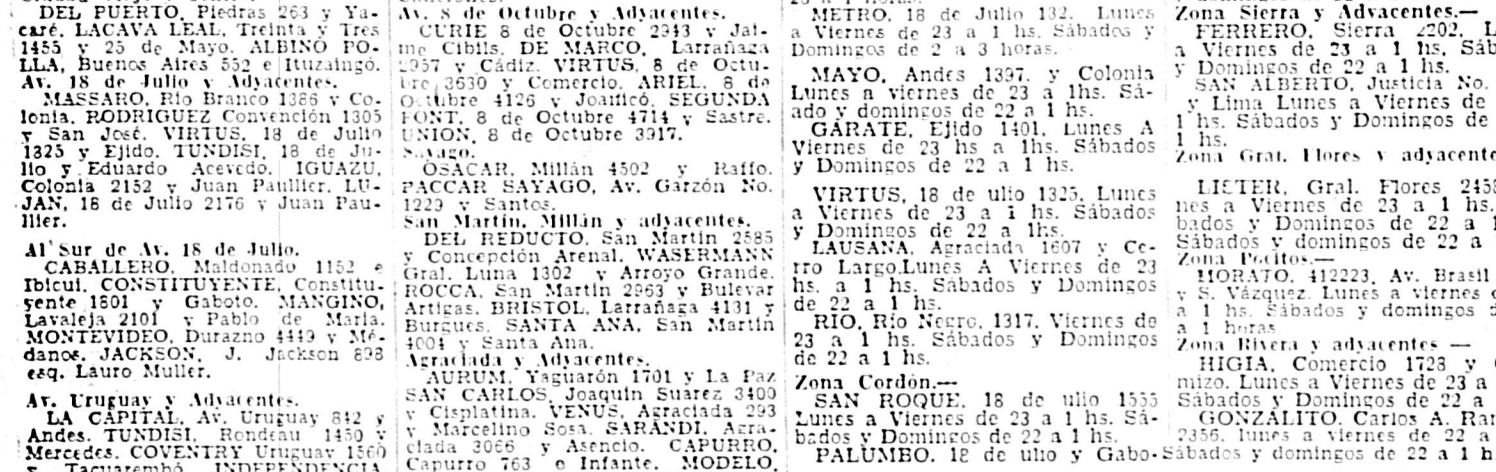 DEL PUERTO, Piedras 263 y Ya-
caré. LACAVA LEAL, Treinta y Tres
1455 y 25 de Mayo. ALBINO PO-
LLA, Buenos Aires 552 e Ituzaingó.
Av. 18 de Julio y Adyacentes.
MASSARO, Río Branco 1386 y Co-
lonia. RODRIGUEZ Convención 1305
y San José. VIRTUS, 18 de Julio
1325 y Ejido. TUNDISI, 18 de Ju-
lio y Eduardo Acevedo. IGUAZU,
Colonia 2152 y Juan Paullier. LU-
JAN, 18 de Julio 2176 y Juan Pau-
llier.
Al Sur de Av. 18 de Julio.
CABALLERO, Maldonado 1152 e
Ibicuí. CONSTITUYENTE, Constitu-
yente 1801 y Gaboto. MANGINO,
Lavaleja 2101 y Pablo de María.
MONTEVIDEO, Durazno 4449 y Mé-
danos. JACKSON, J. Jackson 898
esq. Lauro Muller.
Av. Uruguay y Adyacentes.
LA CAPITAL, Av. Uruguay 842 y
Andes. TUNDISI, Rondeau 1450 y
Mercedes. COVENTRY Uruguay 1560
y Tacuarembó. INDEPENDENCIA
Av. 8 de Octubre y Adyacentes.
CURIE 8 de Octubre 2943 y Jai-
me Cibils. DE MARCO, Larrañaga
2957 y Cádiz. VIRTUS, 8 de Octu-
bre 3630 y Comercio. ARIEL, 8 de
Octubre 4126 y Joanicó. SEGUNDA
FONT, 8 de Octubre 4714 y Sastre.
UNION, 8 de Octubre 3917.
Sayago.
OSACAR, Millán 4502 y Raffo.
PACCAR SAYAGO, Av. Garzón No.
1229 y Santos.
San Martín, Millán y adyacentes.
DEL REDUCTO, San Martín 2585
y Concepción Arenal. WASERMANN
Gral. Luna 1302 y Arroyo Grande.
ROCCA, San Martín 2963 y Bulevar
Artigas. BRISTOL, Larrañaga 4131 y
Burgues. SANTA ANA, San Martín
4004 y Santa Ana.
Agraciada y Adyacentes.
AURUM, Yaguarón 1701 y La Paz
SAN CARLOS, Joaquín Suárez 3400
y Cisplatina. VENUS, Agraciada 293
y Marcelino Sosa. SARANDI, Agra-
ciada 3066 y Asencio. CAPURRO,
Capurro 763 e Infante. MODELO,
METRO, 18 de Julio 132. Lunes
a Viernes de 23 a 1 hs. Sábados y
Domingos de 2 a 3 horas.
MAYO, Andes 1397. y Colonia
Lunes a viernes de 23 a 1hs. Sá-
ado y domingos de 22 a 1 hs.
GARATE, Ejido 1401. Lunes A
Viernes de 23 hs a 1hs. Sábados
y Domingos de 22 a 1 hs.
VIRTUS, 18 de ulio 1325, Lunes
a Viernes de 23 a i hs. Sábados
y Domingos de 22 a 1hs.
LAUSANA, Agraciada 1607 y Ce-
rro Largo.Lunes A Viernes de 23
hs. a 1 hs. Sábados y Domingos
de 22 a 1 hs.
RIO, Río Negro, 1317. Viernes de
23 a 1 hs. Sábados y Domingos
de 22 a 1 hs.
Zona Cordón.—
SAN ROQUE, 18 de ulio 1555
Lunes a Viernes de 23 a 1 hs. Sá-
bados y Domingos de 22 a 1 hs.
PALUMBO. 18 de ulio y Gabo-
Zona Sierra y Advacentes.—
FERRERO, Sierra 2202, L
a Viernes de 23 a 1 hs, Sáb
y Domingos de 22 a 1 hs.
SAN ALBERTO, Justicia No.
y Lima Lunes a Viernes de
1 hs. Sábados y Domingos de
1 hs.
Zona Gral. Flores y adyacente
LISTER, Gral. Flores, 2458
nes a Viernes de 23 a 1 hs.
bados y Domingos de 22 a 1
Sábados y domingos de 22 a
Zona Pocitos.—
MORATO, 412223, Av. Brasil
y S. Vázquez. Lunes a viernes
a 1 hs. Sábados y domingos d
a 1 horas
Zona Rivera y adyacentes —
HIGIA, Comercio 1728 y
mizo. Lunes a Viernes de 23 a
Sábados y Domingos de 22 a 1
GONZALITO. Carlos A. Ram
2356. lunes a viernes de 22 a
Sábados y domingos de 22 a 1 h